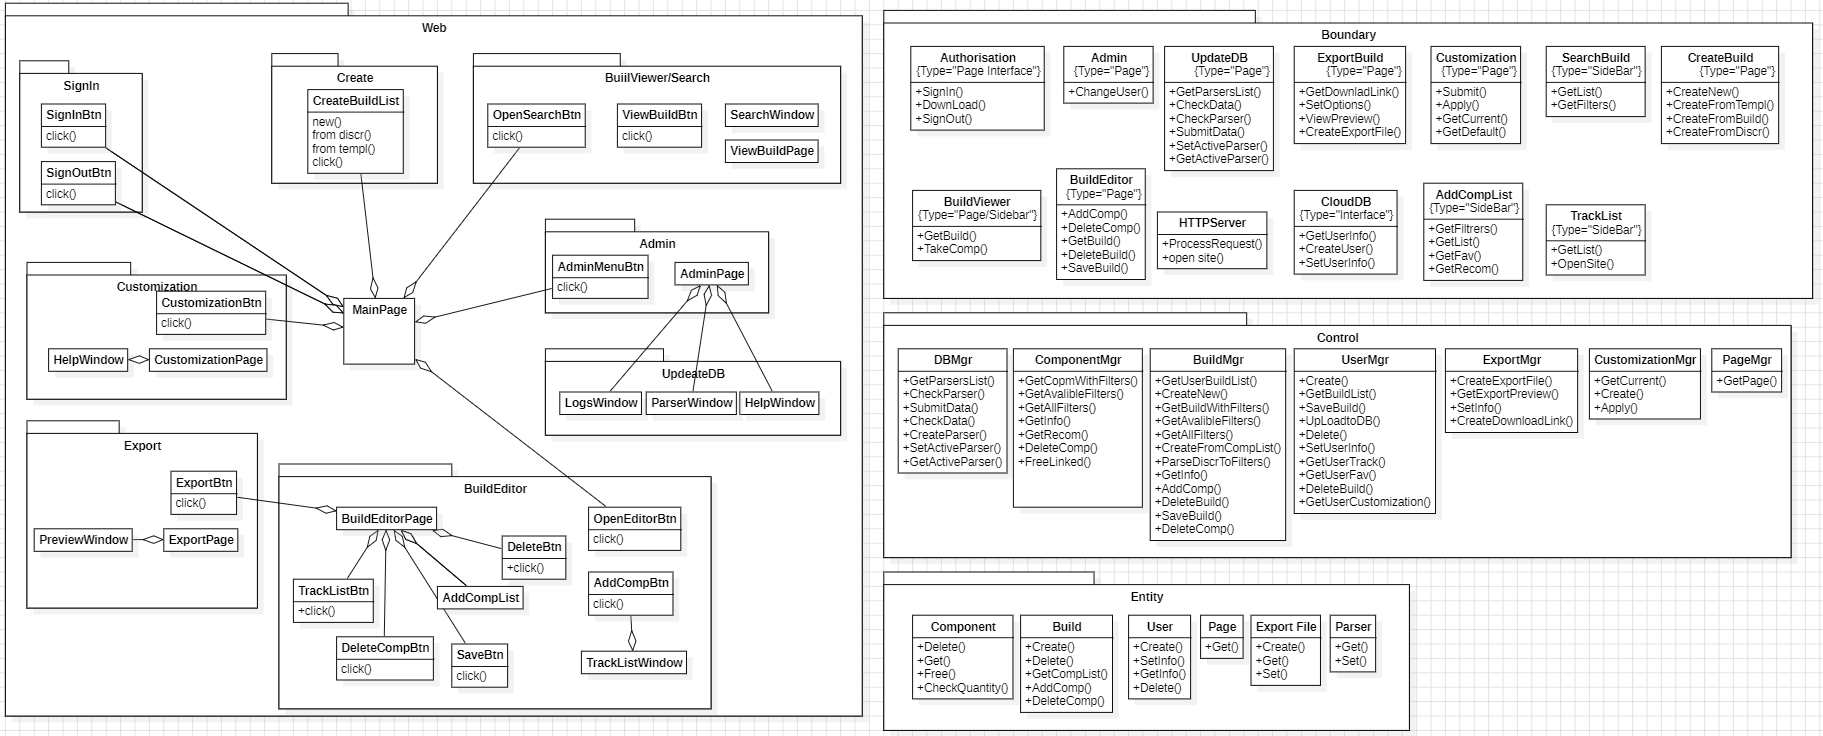 Web
SignIn
SignInBtn
click()
SignOutBtn
click()
Create
CreateBuildList
new()
from discr()
from templ()
click()
BuiilViewer/Search
OpenSearchBtn
click()
ViewBuildBtn
click()
SearchWindow
ViewBuildPage
Customization
CustomizationBtn
click()
HelpWindow
CustomizationPage
MainPage
Admin
AdminMenuBtn
click()
AdminPage
UpdeateDB
LogsWindow
ParserWindow
HelpWindow
Export
ExportBtn
click()
PreviewWindow
ExportPage
BuildEditor
BuildEditorPage
OpenEditorBtn
click()
DeleteBtn
+click()
TrackListBtn
+click()
AddCompList
AddCompBtn
click()
DeleteCompBtn
click()
SaveBtn
click()
TrackListWindow
Boundary
Authorisation
{Type="Page Interface"}
+SignIn()
+DownLoad()
+SignOut()
Admin
{Type="Page"}
+ChangeUser()
UpdateDB
{Type="Page"}
+GetParsersList()
+CheckData()
+CheckParser()
+SubmitData()
+SetActiveParser()
+GetActiveParser()
ExportBuild
{Type="Page"}
+GetDownladLink()
+SetOptions()
+ViewPreview()
+CreateExportFile()
Customization
{Type="Page"}
+Submit()
+Apply()
+GetCurrent()
+GetDefault()
SearchBuild
{Type="SideBar"}
+GetList()
+GetFilters()
CreateBuild
{Type="Page"}
+CreateNew()
+CreateFromTempl()
+CreateFromBuild()
+CreateFromDiscr()
BuildViewer
{Type="Page/Sidebar"}
+GetBuild()
+TakeComp()
BuildEditor
{Type="Page"}
+AddComp()
+DeleteComp()
+GetBuild()
+DeleteBuild()
+SaveBuild()
HTTPServer
+ProcessRequest()
+open site()
CloudDB
{Type="Interface"}
+GetUserInfo()
+CreateUser()
+SetUserInfo()
AddCompList
{Type="SideBar"}
+GetFiltrers()
+GetList()
+GetFav()
+GetRecom()
TrackList
{Type="SideBar"}
+GetList()
+OpenSite()
Control
DBMgr
+GetParsersList()
+CheckParser()
+SubmitData()
+CheckData()
+CreateParser()
+SetActiveParser()
+GetActiveParser()
ComponentMgr
+GetCopmWithFilters()
+GetAvalibleFilters()
+GetAllFilters()
+GetInfo()
+GetRecom()
+DeleteComp()
+FreeLinked()
BuildMgr
+GetUserBuildList()
+CreateNew()
+GetBuildWithFilters()
+GetAvalibleFilters()
+GetAllFilters()
+CreateFromCompList()
+ParseDiscrToFilters()
+GetInfo()
+AddComp()
+DeleteBuild()
+SaveBuild()
+DeleteComp()
UserMgr
+Create()
+GetBuildList()
+SaveBuild()
+UpLoadtoDB()
+Delete()
+SetUserInfo()
+GetUserTrack()
+GetUserFav()
+DeleteBuild()
+GetUserCustomization()
ExportMgr
+CreateExportFile()
+GetExportPreview()
+SetInfo()
+CreateDownloadLink()
CustomizationMgr
+GetCurrent()
+Create()
+Apply()
PageMgr
+GetPage()
Entity
Component
+Delete()
+Get()
+Free()
+CheckQuantity()
Build
+Create()
+Delete()
+GetCompList()
+AddComp()
+DeleteComp()
User
+Create()
+SetInfo()
+GetInfo()
+Delete()
Page
+Get()
Export File
+Create()
+Get()
+Set()
Parser
+Get()
+Set()